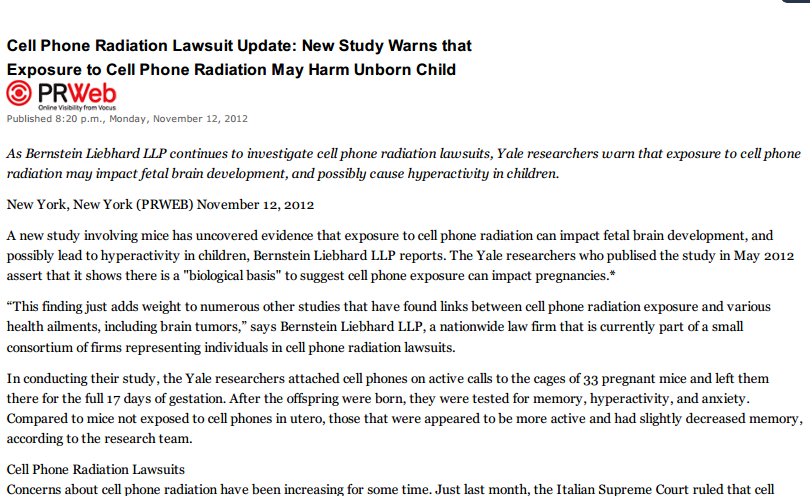 Cell Phone Radiation Lawsuit Update: New Study Warns that
Exposure to Cell Phone Radiation May Harm Unborn Child
PRWeb
Online Visibility from Vocus
Published 8:20 p.m., Monday, November 12, 2012
As Bernstein Liebhard LLP continues to investigate cell phone radiation lawsuits, Yale researchers warn that exposure to cell phone
radiation may impact fetal brain development, and possibly cause hyperactivity in children.
New York, New York (PRWEB) November 12, 2012
A new study involving mice has uncovered evidence that exposure to cell phone radiation can impact fetal brain development, and
possibly lead to hyperactivity in children, Bernstein Liebhard LLP reports. The Yale researchers who publised the study in May 2012
assert that it shows there is a "biological basis" to suggest cell phone exposure can impact pregnancies.*
“This finding just adds weight to numerous other studies that have found links between cell phone radiation exposure and various
health ailments, including brain tumors,” says Bernstein Liebhard LLP, a nationwide law firm that is currently part of a small
consortium of firms representing individuals in cell phone radiation lawsuits.
In conducting their study, the Yale researchers attached cell phones on active calls to the cages of 33 pregnant mice and left them
there for the full 17 days of gestation. After the offspring were born, they were tested for memory, hyperactivity, and anxiety.
Compared to mice not exposed to cell phones in utero, those that were appeared to be more active and had slightly decreased memory,
according to the research team.
Cell Phone Radiation Lawsuits
Concerns about cell phone radiation have been increasing for some time. Just last month, the Italian Supreme Court ruled that cell